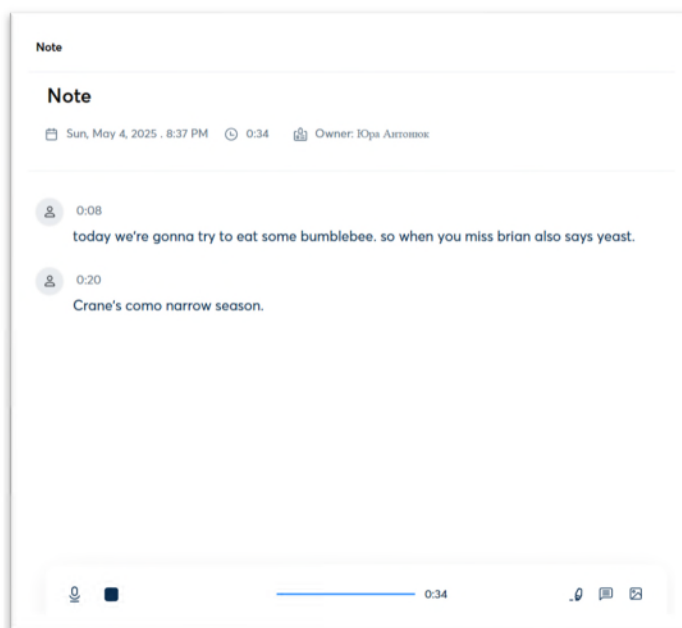 Note
Note
Sun, May 4, 2025 . 8:37 PM 0:34 Owner: Юра Антонюк
0:08
today we're gonna try to eat some bumblebee. so when you miss brian also says yeast.
0:20
Crane's como narrow season.
0:34